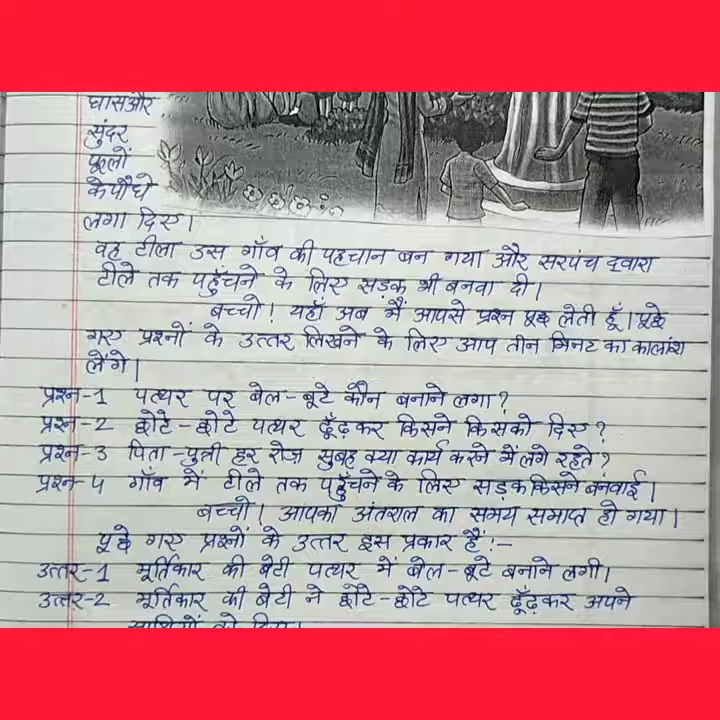 घासऔर
सुंदर
फूलों
केपौधे
लगा दिए।
वह टीला उस गाँव की पहचान बन गया और सरपंच द्वारा
टीले तक पहुँचने के लिए सड़क भी बनवा दी।
बच्चो! यहाँ अब मैं आपसे प्रश्न पूछ लेती हूँ। पूछे
गए प्रश्नों के उत्तर लिखने के लिए आप तीन मिनट का कालांश
लेंगे।
प्रश्न-1 पत्थर पर बेल-बूटे कौन बनाने लगा?
प्रश्न-2 छोटे-छोटे पत्थर ढूँढ़कर किसने किसको दिए?
प्रश्न-3 पिता-पुत्री हर रोज़ सुबह क्या कार्य करने में लगे रहते?
प्रश्न-4 गाँव में टीले तक पहुँचने के लिए सड़क किसने बनवाई।
बच्चो! आपका अंतराल का समय समाप्त हो गया।
पूछे गए प्रश्नों के उत्तर इस प्रकार हैं:-
उत्तर-1 मूर्तिकार की बेटी पत्थर में बेल-बूटे बनाने लगी।
उत्तर-2 मूर्तिकार की बेटी ने छोटे-छोटे पत्थर ढूँढ़कर अपने